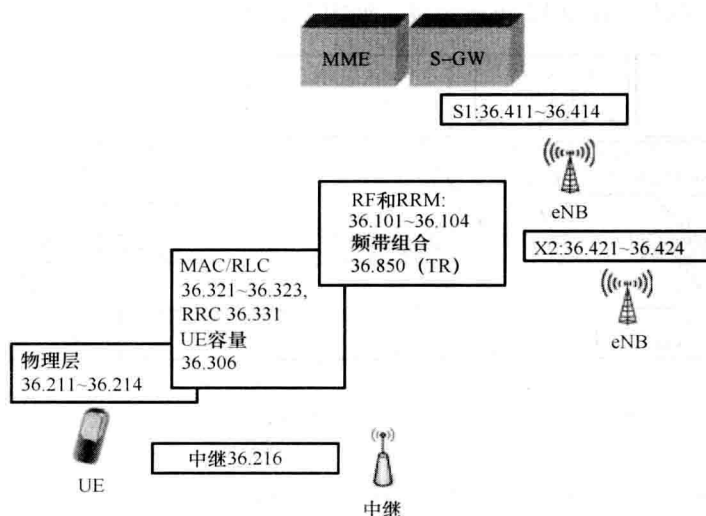 MME
S-GW
S1:36.411~36.414
eNB
RF和RRM:
36.101~36.104
频带组合
36.850（TR）
X2:36.421~36.424
eNB
MAC/RLC
36.321~36.323,
RRC 36.331
UE容量
36.306
物理层
36.211~36.214
UE
中继36.216
中继